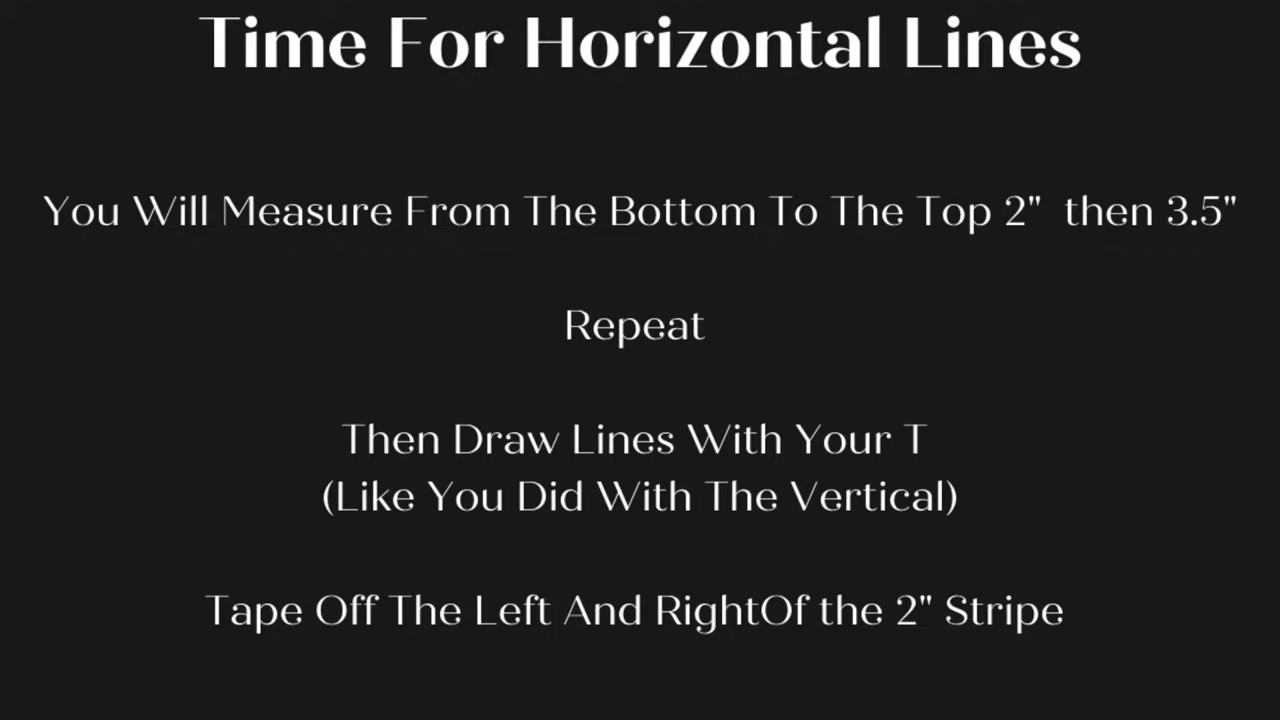 Time For Horizontal Lines
You Will Measure From The Bottom To The Top 2"  then 3.5"
Repeat
Then Draw Lines With Your T
(Like You Did With The Vertical)
Tape Off The Left And RightOf the 2" Stripe